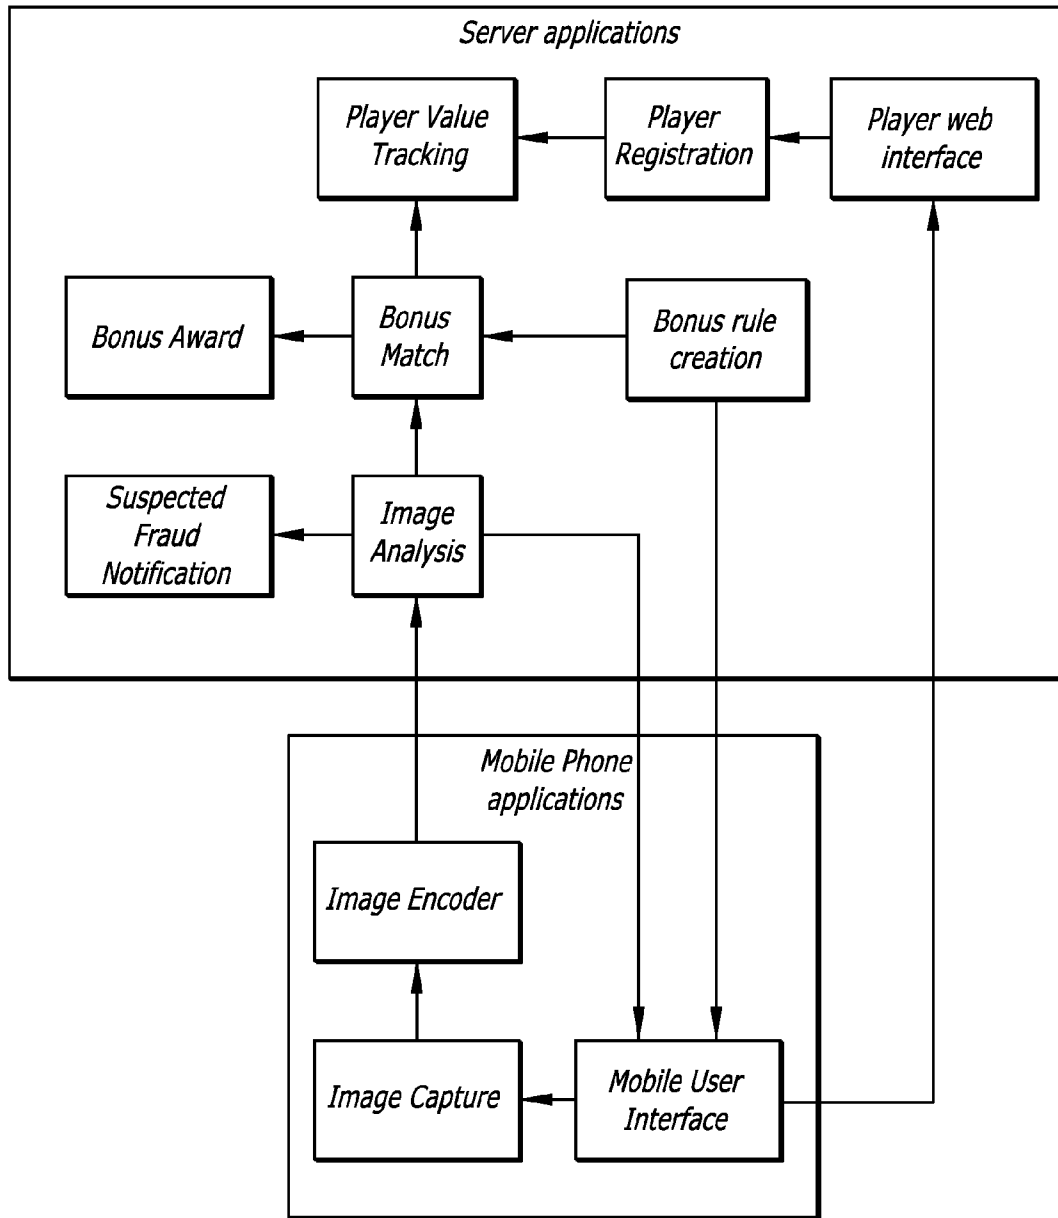 Server applications
Player Value
Tracking
Player
Registration
Player web
interface
Bonus Award
Bonus
Match
Bonus rule
creation
Suspected
Fraud
Notification
Image
Analysis
Mobile Phone
applications
Image Encoder
Image Capture
Mobile User
Interface